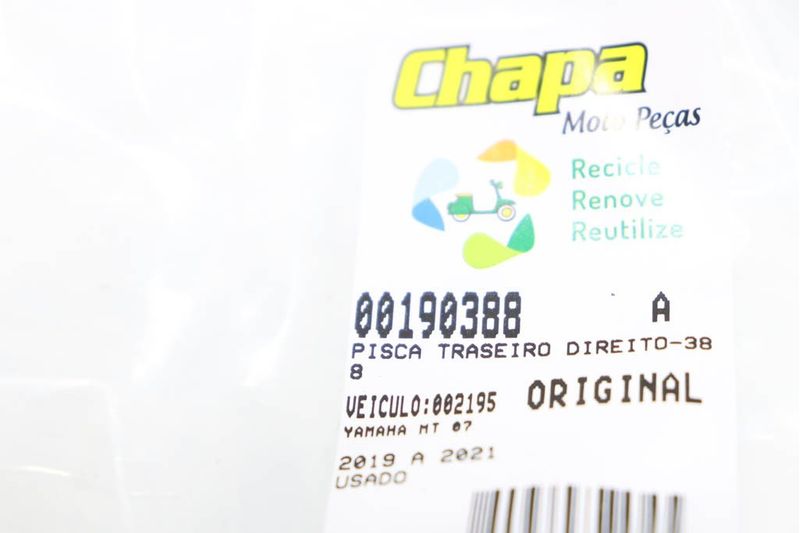 Chapa
Moto Peças
Recicle
Renove
Reutilize
00190388 A
PISCA TRASEIRO DIREITO-38
8
VEICULO:002195 ORIGINAL
YAMAHA MT 07
2019 A 2021
USADO